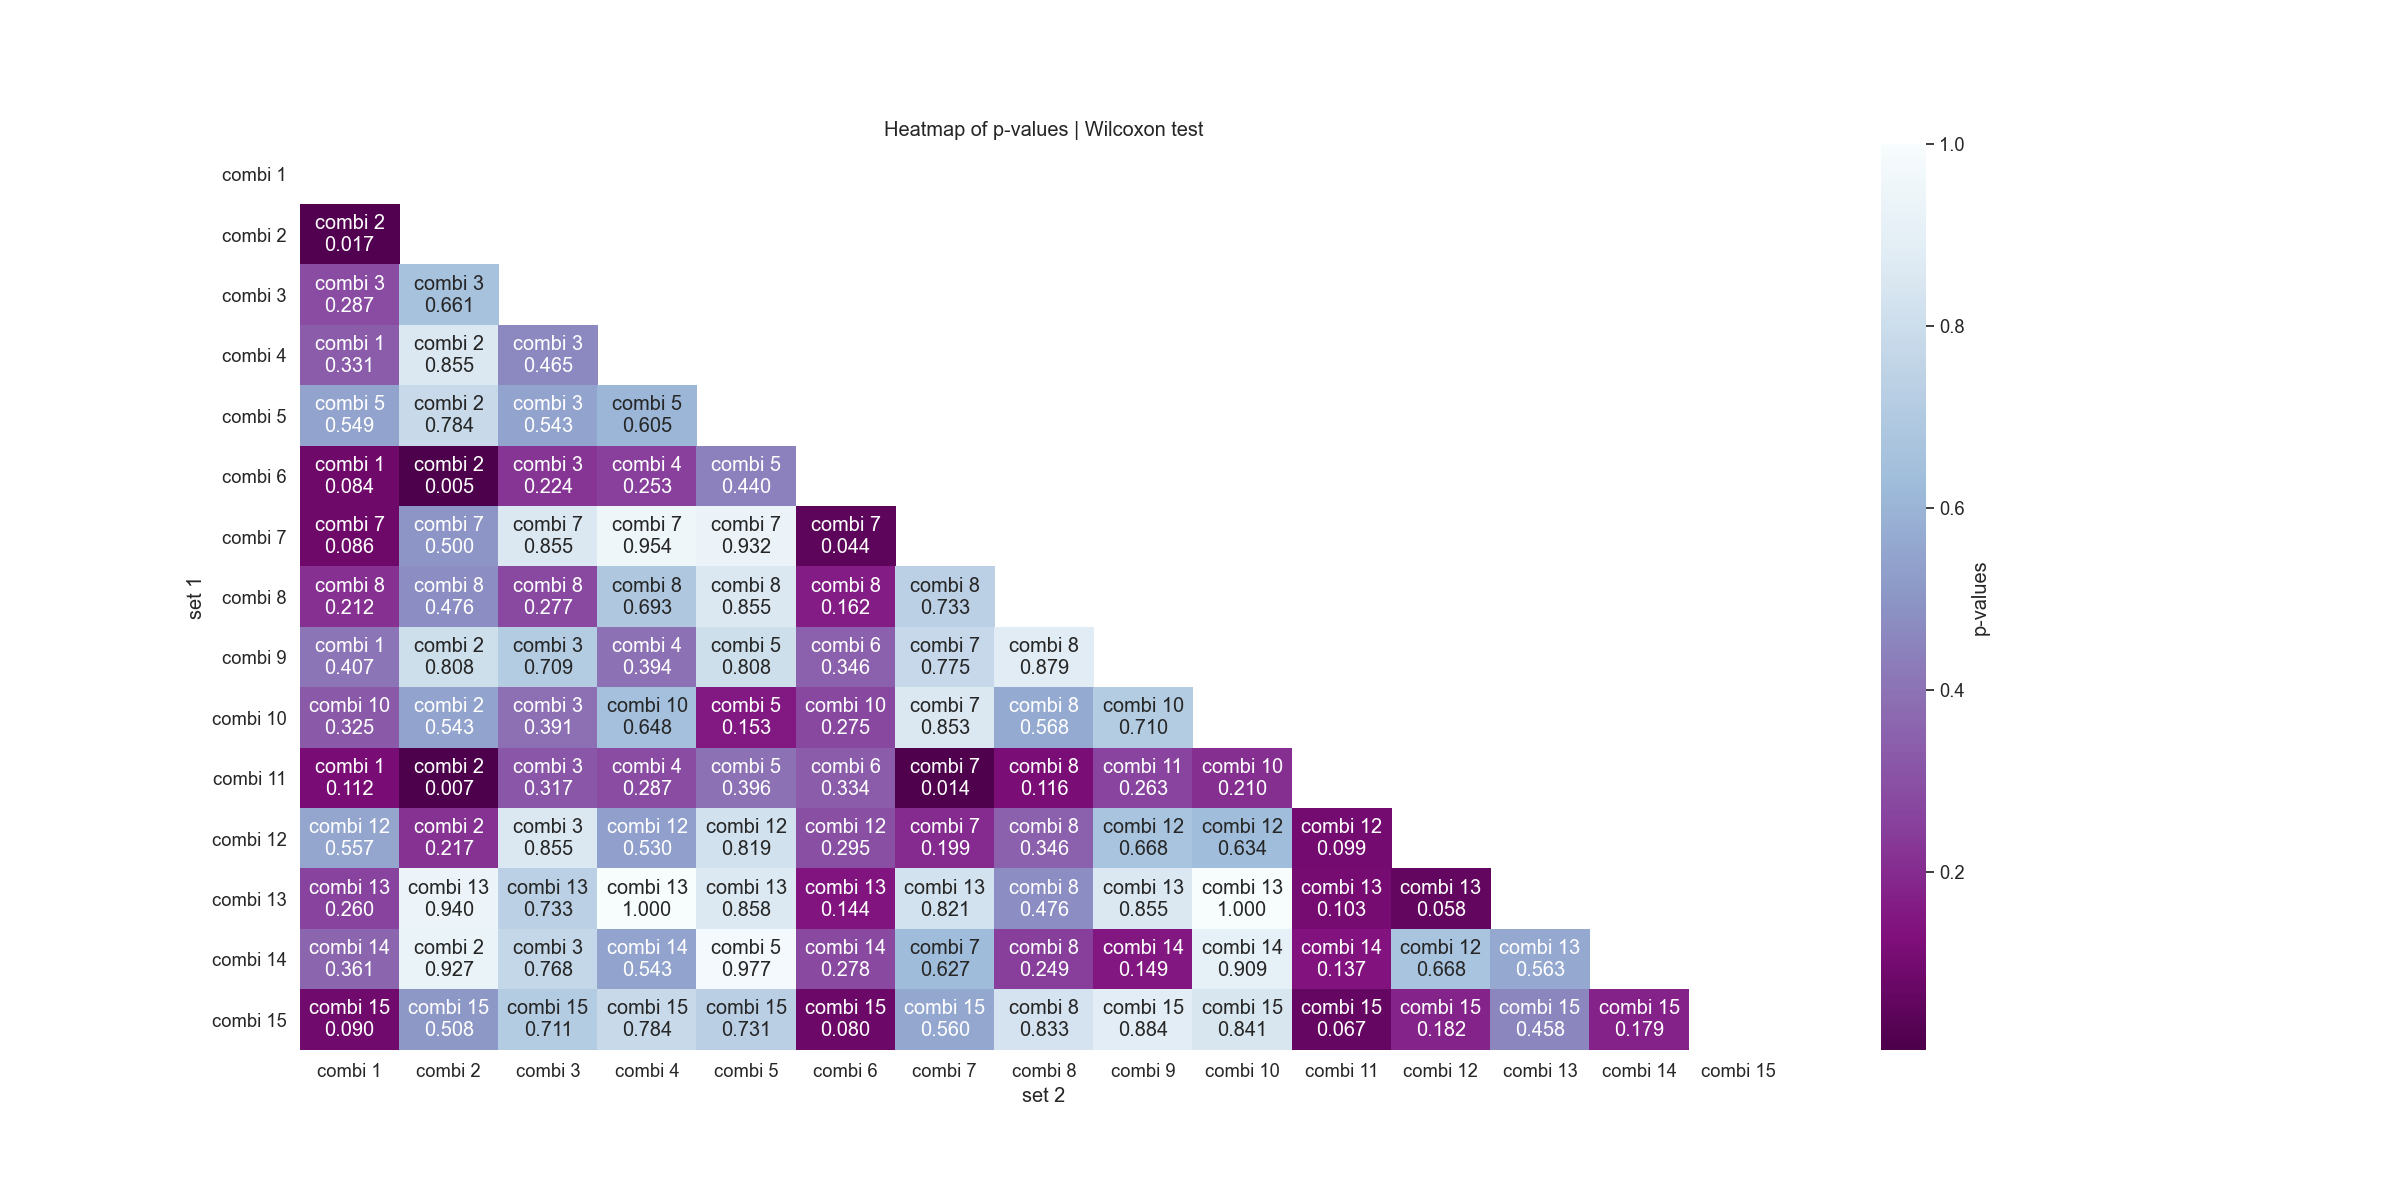 Heatmap of p-values | Wilcoxon test
combi 1
combi 2
combi 2
0.017
combi 3
combi 3 combi 3
0.287 0.661
combi 4
combi 1 combi 2 combi 3
0.331 0.855 0.465
combi 5
combi 5 combi 2 combi 3 combi 5
0.549 0.784 0.543 0.605
combi 6
combi 1 combi 2 combi 3 combi 4 combi 5
0.084 0.005 0.224 0.253 0.440
combi 7
combi 7 combi 7 combi 7 combi 7 combi 7 combi 7
0.086 0.500 0.855 0.954 0.932 0.044
combi 8
combi 8 combi 8 combi 8 combi 8 combi 8 combi 8 combi 8
0.212 0.476 0.277 0.693 0.855 0.162 0.733
combi 9
combi 1 combi 2 combi 3 combi 4 combi 5 combi 6 combi 7 combi 8
0.407 0.808 0.709 0.394 0.808 0.346 0.775 0.879
combi 10
combi 10 combi 2 combi 3 combi 10 combi 5 combi 10 combi 7 combi 8 combi 10
0.325 0.543 0.391 0.648 0.153 0.275 0.853 0.568 0.710
combi 11
combi 1 combi 2 combi 3 combi 4 combi 5 combi 6 combi 7 combi 8 combi 11 combi 10
0.112 0.007 0.317 0.287 0.396 0.334 0.014 0.116 0.263 0.210
combi 12
combi 12 combi 2 combi 3 combi 12 combi 12 combi 12 combi 7 combi 8 combi 12 combi 12 combi 12
0.557 0.217 0.855 0.530 0.819 0.295 0.199 0.346 0.668 0.634 0.099
combi 13
combi 13 combi 13 combi 13 combi 13 combi 13 combi 13 combi 13 combi 8 combi 13 combi 13 combi 13 combi 13
0.260 0.940 0.733 1.000 0.858 0.144 0.821 0.476 0.855 1.000 0.103 0.058
combi 14
combi 14 combi 2 combi 3 combi 14 combi 5 combi 14 combi 7 combi 8 combi 14 combi 14 combi 14 combi 12 combi 13
0.361 0.927 0.768 0.543 0.977 0.278 0.627 0.249 0.149 0.909 0.137 0.668 0.563
combi 15
combi 15 combi 15 combi 15 combi 15 combi 15 combi 15 combi 15 combi 8 combi 15 combi 15 combi 15 combi 15 combi 15 combi 15
0.090 0.508 0.711 0.784 0.731 0.080 0.560 0.833 0.884 0.841 0.067 0.182 0.458 0.179
combi 1 combi 2 combi 3 combi 4 combi 5 combi 6 combi 7 combi 8 combi 9 combi 10 combi 11 combi 12 combi 13 combi 14 combi 15
set 2
set 1
1.0
0.8
0.6
0.4
0.2
p-values